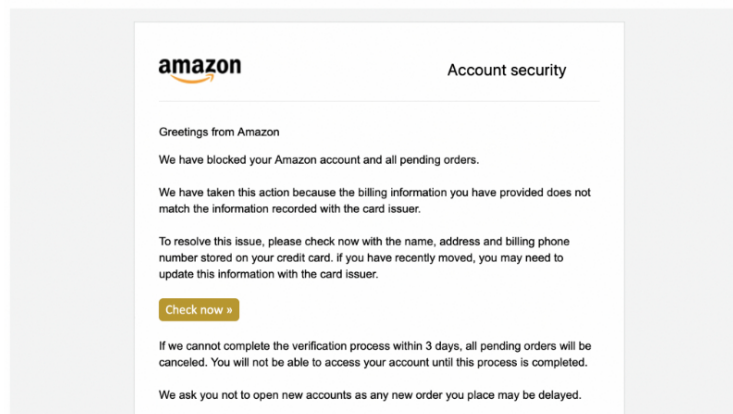 amazon
Account security
Greetings from Amazon
We have blocked your Amazon account and all pending orders.
We have taken this action because the billing information you have provided does not
match the information recorded with the card issuer.
To resolve this issue, please check now with the name, address and billing phone
number stored on your credit card. if you have recently moved, you may need to
update this information with the card issuer.
Check now »
If we cannot complete the verification process within 3 days, all pending orders will be
canceled. You will not be able to access your account until this process is completed.
We ask you not to open new accounts as any new order you place may be delayed.